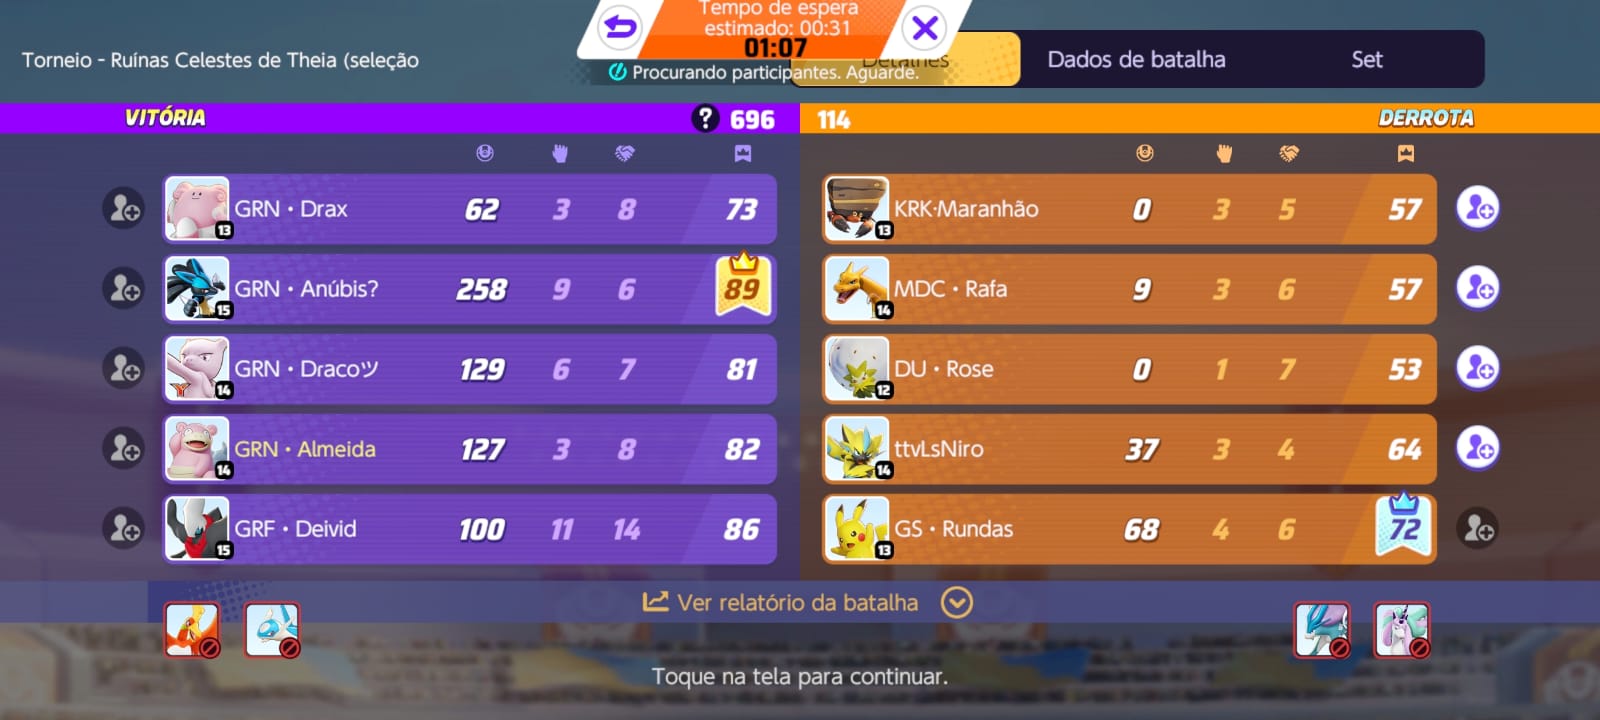 Tempo de espera
estimado: 00:31
01:07
Procurando participantes. Aguarde.
Torneio - Ruínas Celestes de Theia (seleção
Detalhes
Dados de batalha
Set
VITÓRIA
? 696
114
DERROTA
13 GRN・Drax 62 3 8 73
15 GRN・Anúbis? 258 9 6 89
Y 14 GRN・Dracoツ 129 6 7 81
14 GRN・Almeida 127 3 8 82
15 GRF・Deivid 100 11 14 86
13 KRK·Maranhão 0 3 5 57
14 MDC・Rafa 9 3 6 57
12 DU・Rose 0 1 7 53
14 ttvLsNiro 37 3 4 64
13 GS・Rundas 68 4 6 72
Ver relatório da batalha
Toque na tela para continuar.